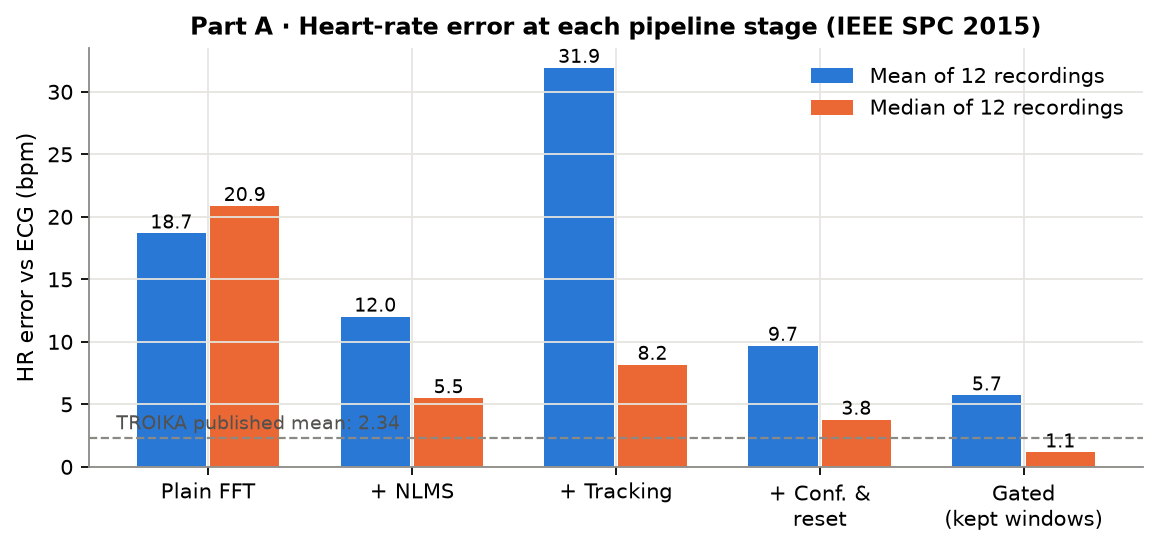 Part A · Heart-rate error at each pipeline stage (IEEE SPC 2015)
HR error vs ECG (bpm)
30
25
20
15
10
5
0
Mean of 12 recordings
Median of 12 recordings
18.7
20.9
12.0
5.5
31.9
8.2
9.7
3.8
5.7
1.1
TROIKA published mean: 2.34
Plain FFT
+ NLMS
+ Tracking
+ Conf. &
reset
Gated
(kept windows)